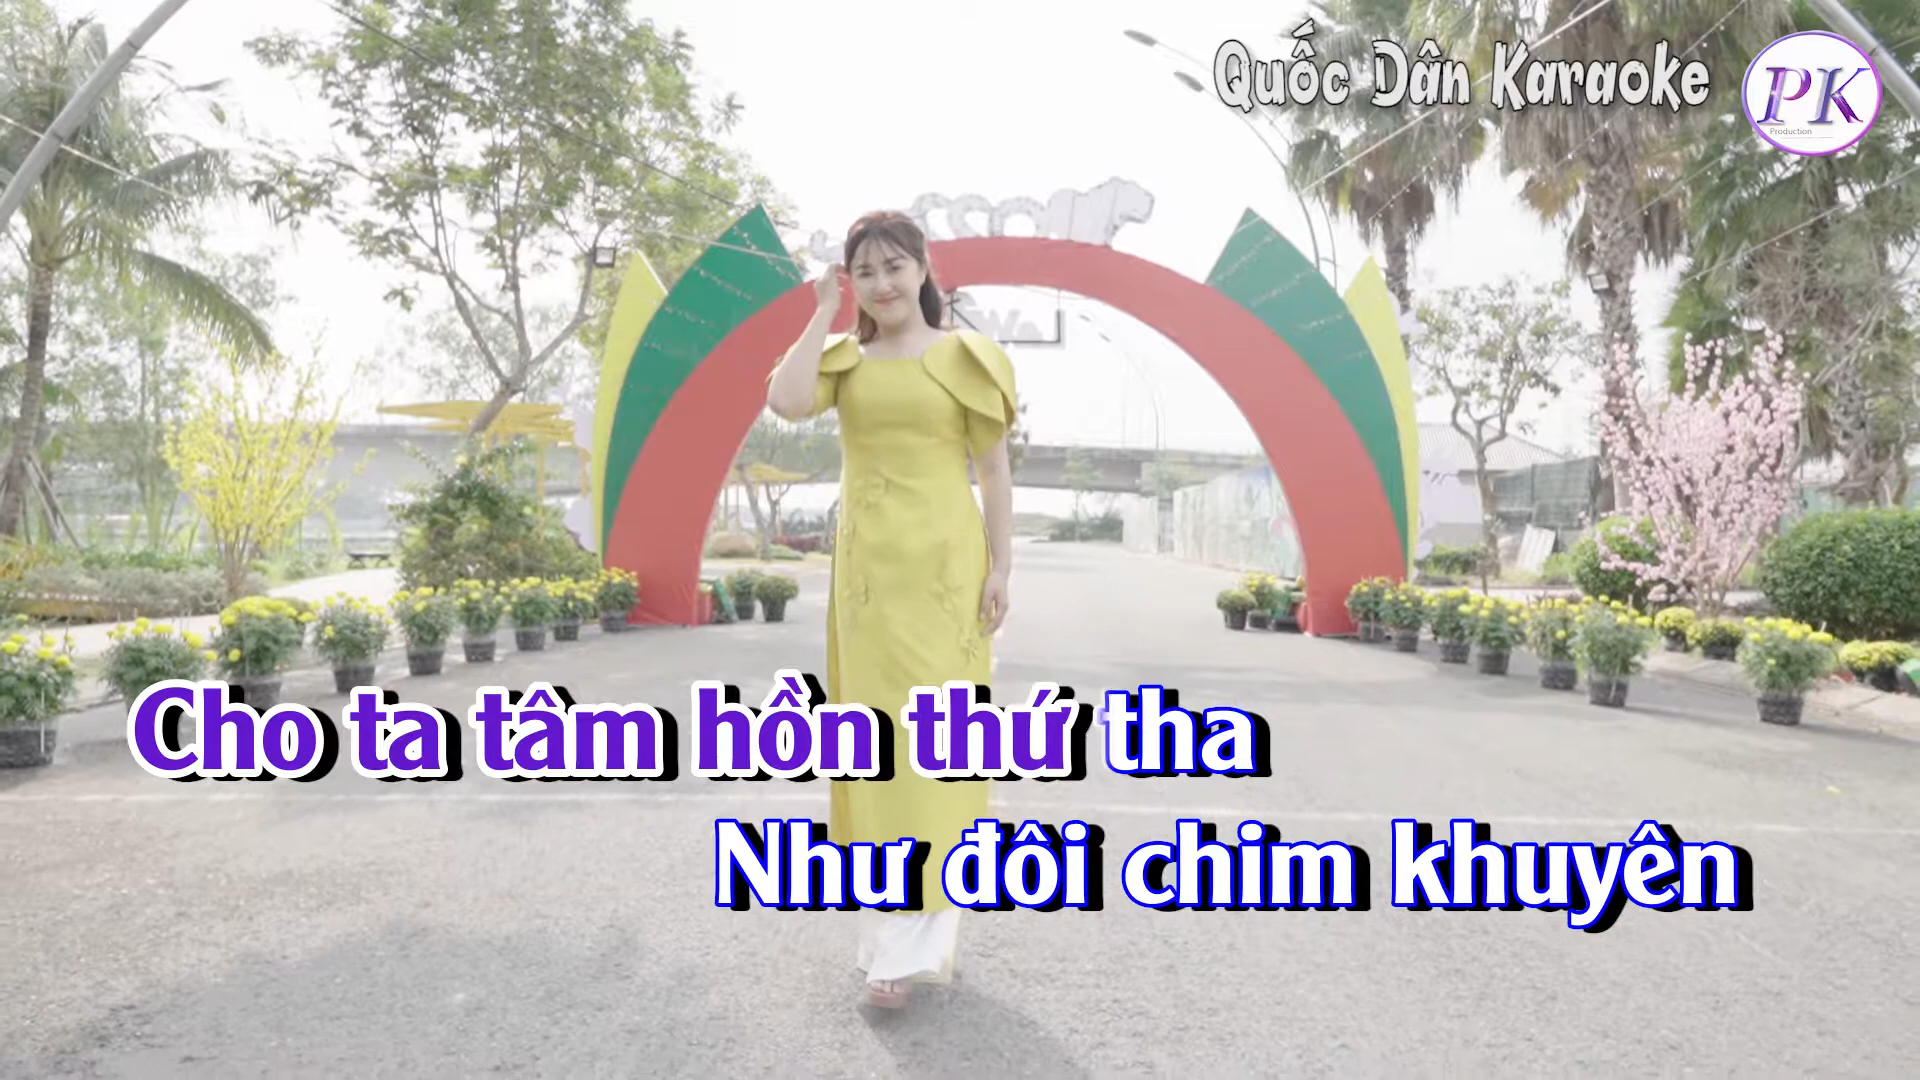 Quốc Dân Karaoke
PK
Production
Cho ta tâm hồn thứ tha
Như đôi chim khuyên